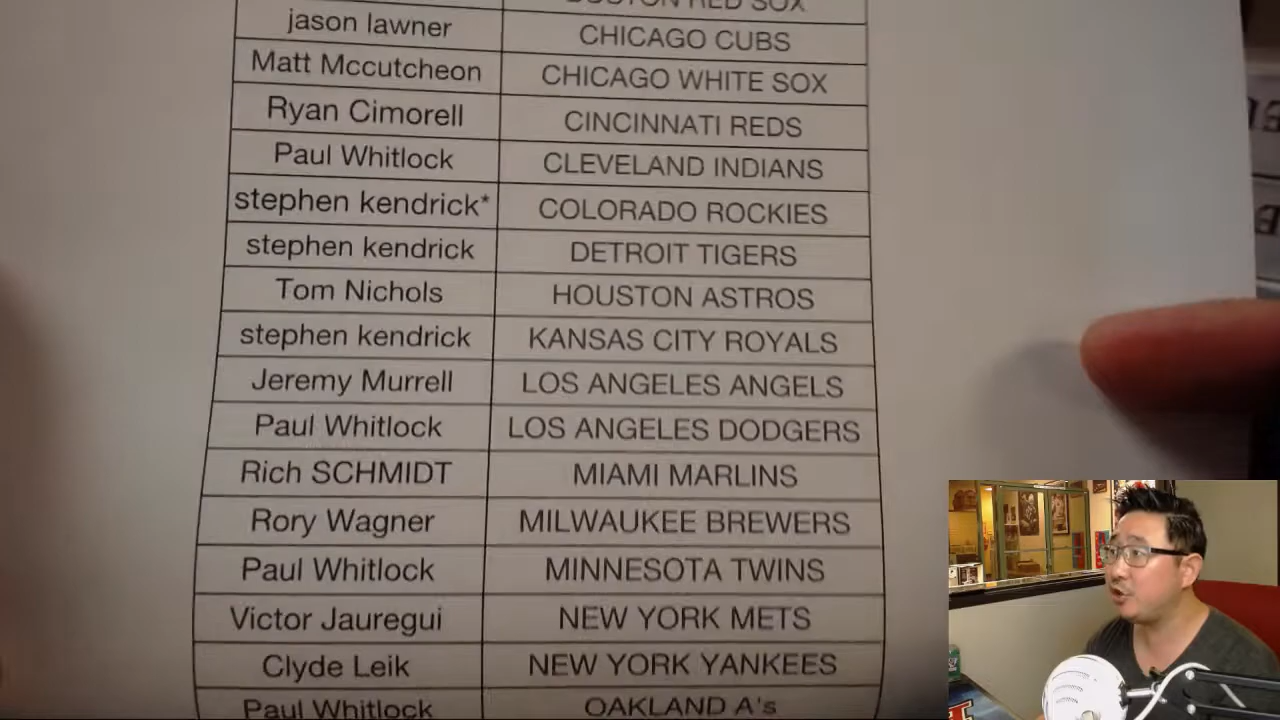 BOSTON RED SOX
jason lawner CHICAGO CUBS
Matt Mccutcheon CHICAGO WHITE SOX
Ryan Cimorell CINCINNATI REDS
Paul Whitlock CLEVELAND INDIANS
stephen kendrick* COLORADO ROCKIES
stephen kendrick DETROIT TIGERS
Tom Nichols HOUSTON ASTROS
stephen kendrick KANSAS CITY ROYALS
Jeremy Murrell LOS ANGELES ANGELS
Paul Whitlock LOS ANGELES DODGERS
Rich SCHMIDT MIAMI MARLINS
Rory Wagner MILWAUKEE BREWERS
Paul Whitlock MINNESOTA TWINS
Victor Jauregui NEW YORK METS
Clyde Leik NEW YORK YANKEES
Paul Whitlock OAKLAND A's